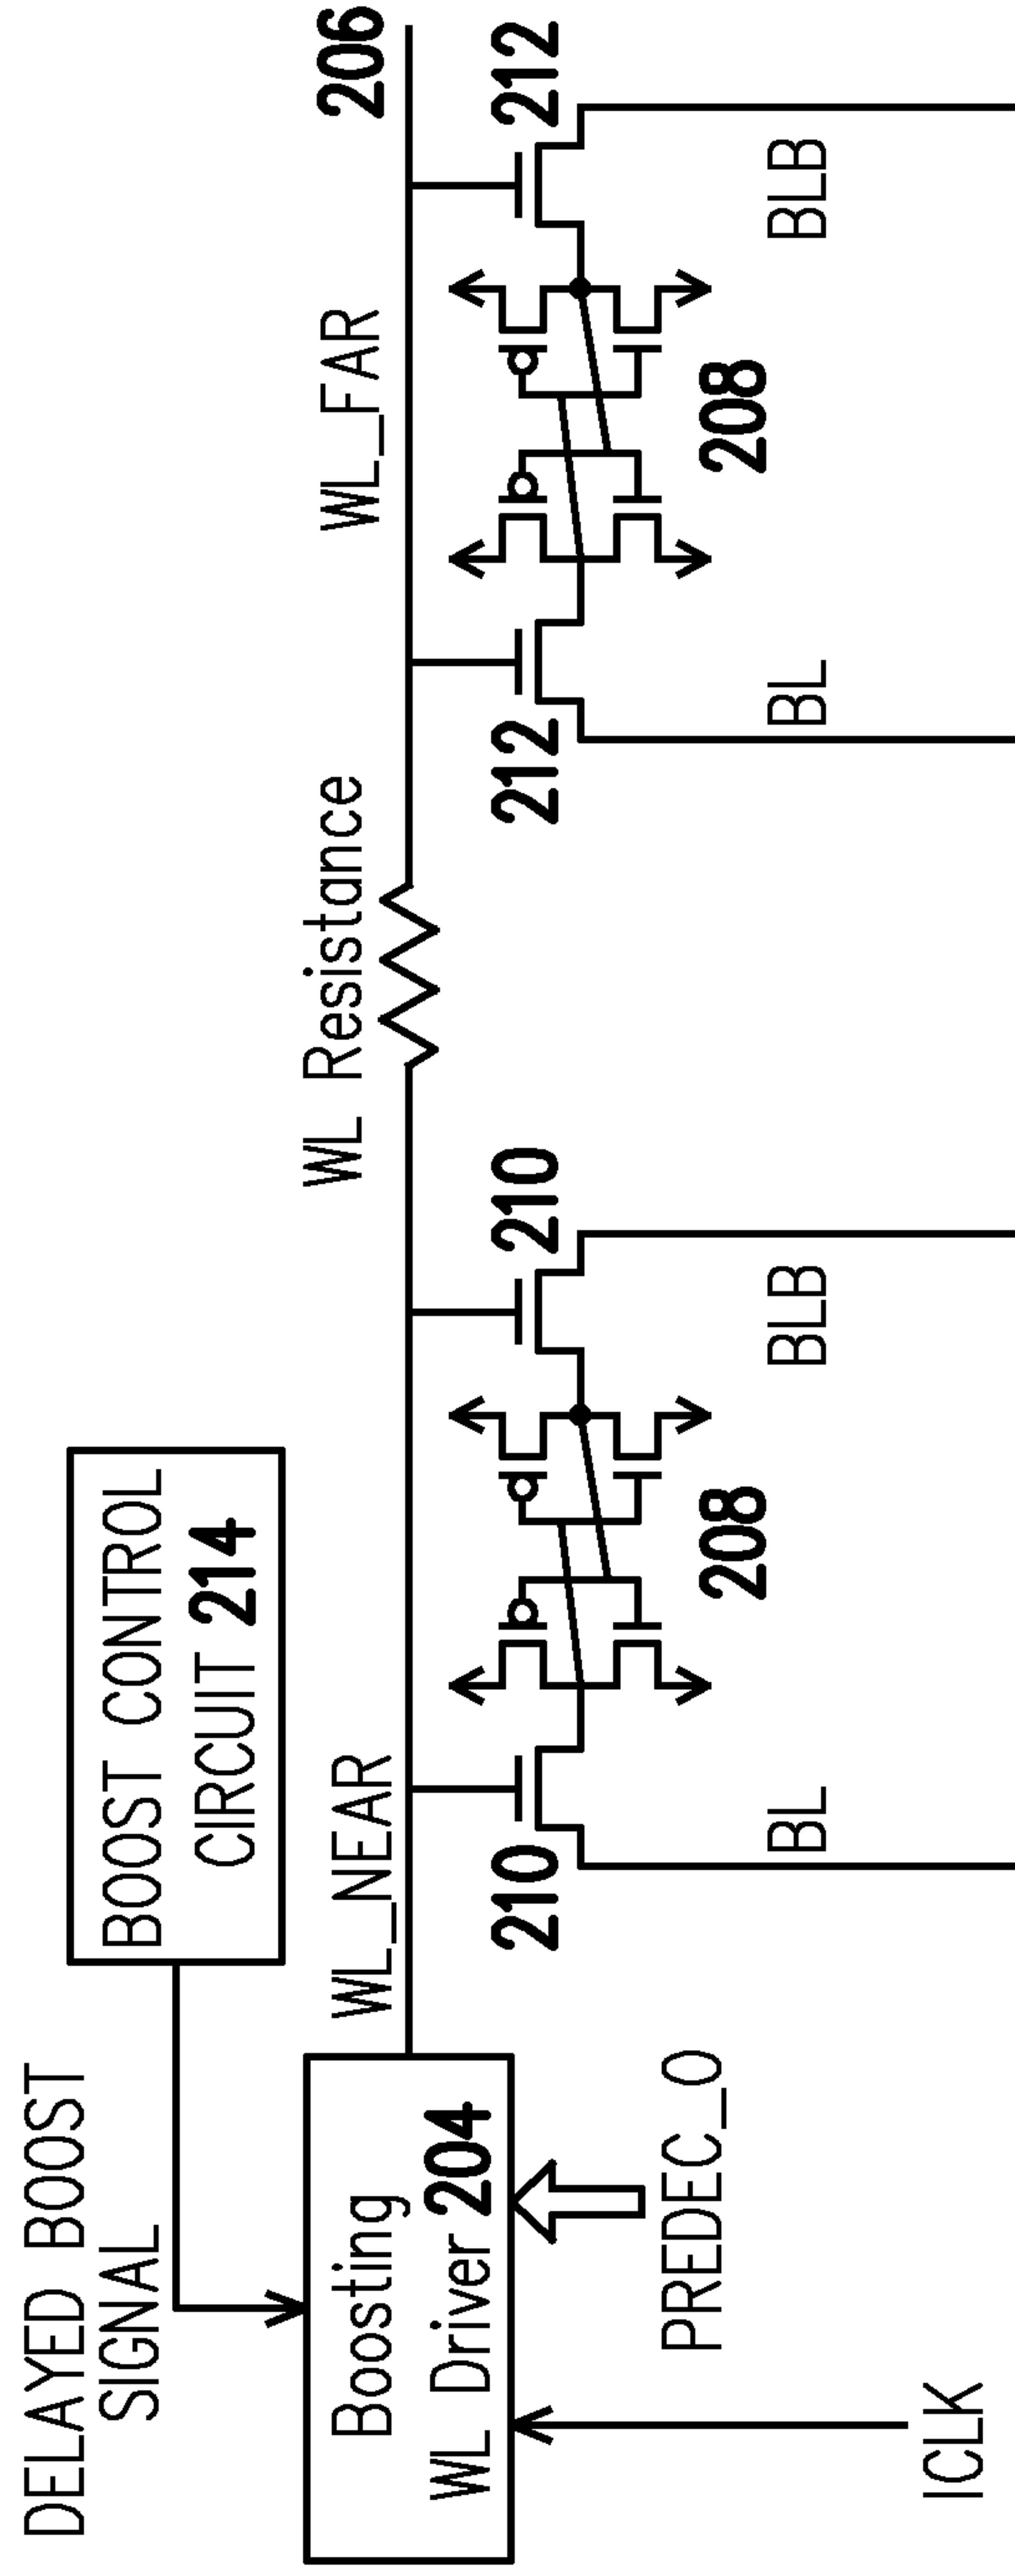 DELAYED BOOST
SIGNAL
BOOST CONTROL
CIRCUIT 214
Boosting
WL Driver 204
WL_NEAR
WL Resistance
WL_FAR
206
210
210
212
212
208
208
BL
BLB
BL
BLB
PREDEC_0
ICLK